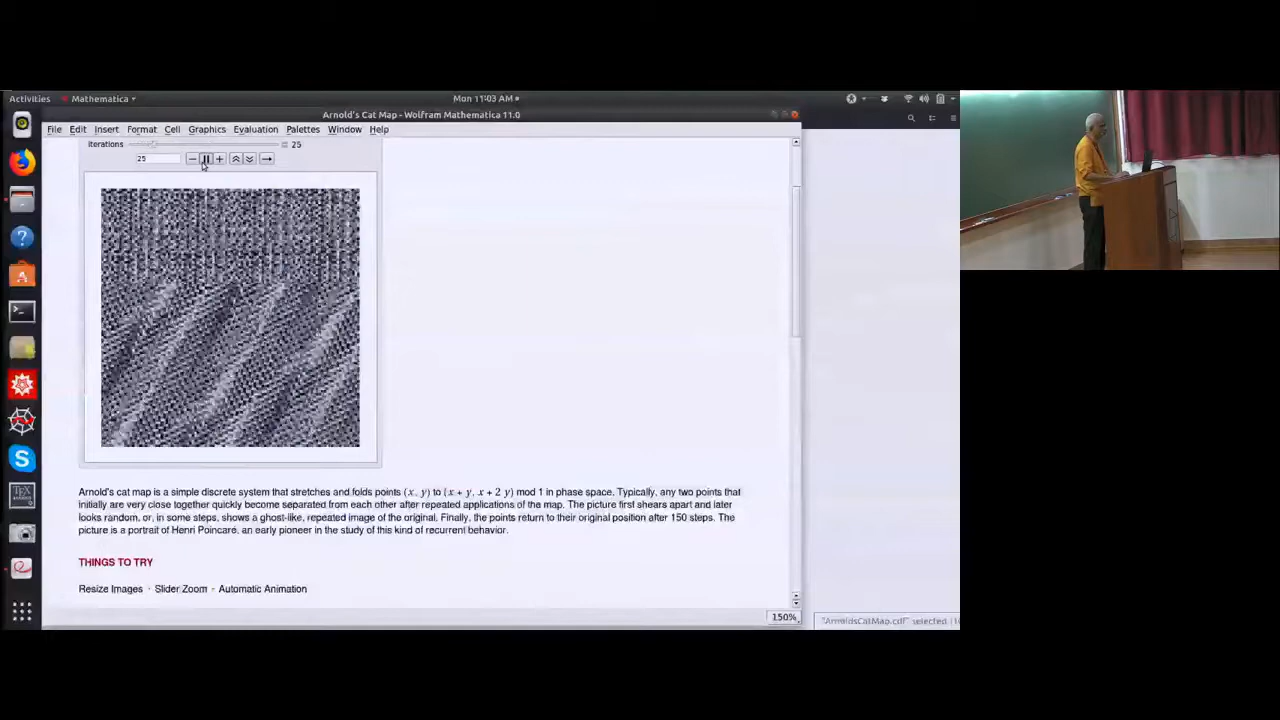 Activities Mathematica Mon 11:03 AM
Arnold's Cat Map - Wolfram Mathematica 11.0
File Edit Insert Format Cell Graphics Evaluation Palettes Window Help
Iterations 25
25
Arnold's cat map is a simple discrete system that stretches and folds points (x, y) to (x + y, x + 2 y) mod 1 in phase space. Typically, any two points that
initially are very close together quickly become separated from each other after repeated applications of the map. The picture first shears apart and later
looks random, or, in some steps, shows a ghost-like, repeated image of the original. Finally, the points return to their original position after 150 steps. The
picture is a portrait of Henri Poincare, an early pioneer in the study of this kind of recurrent behavior.
THINGS TO TRY
Resize Images · Slider Zoom · Automatic Animation
150%
"ArnoldsCatMap.cdf" selected